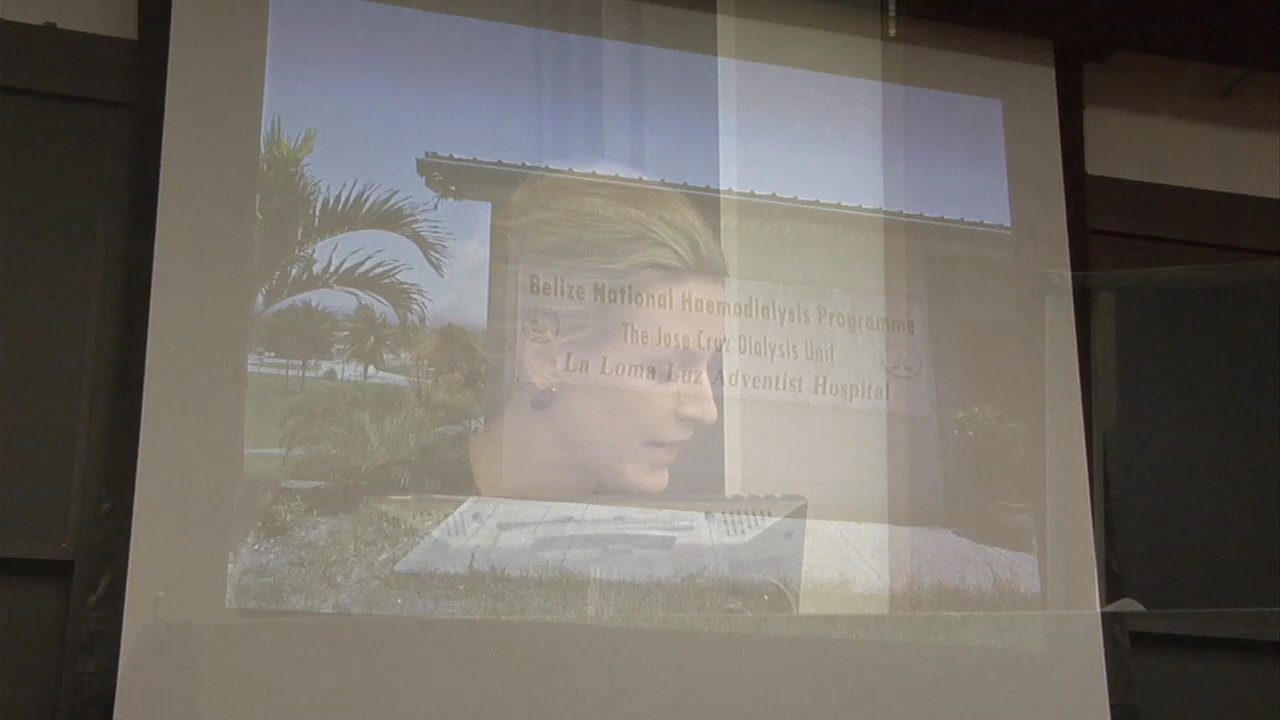 Belize National Haemodialysis Programme
The Jose Cruz Dialysis Unit
La Loma Luz Adventist Hospital